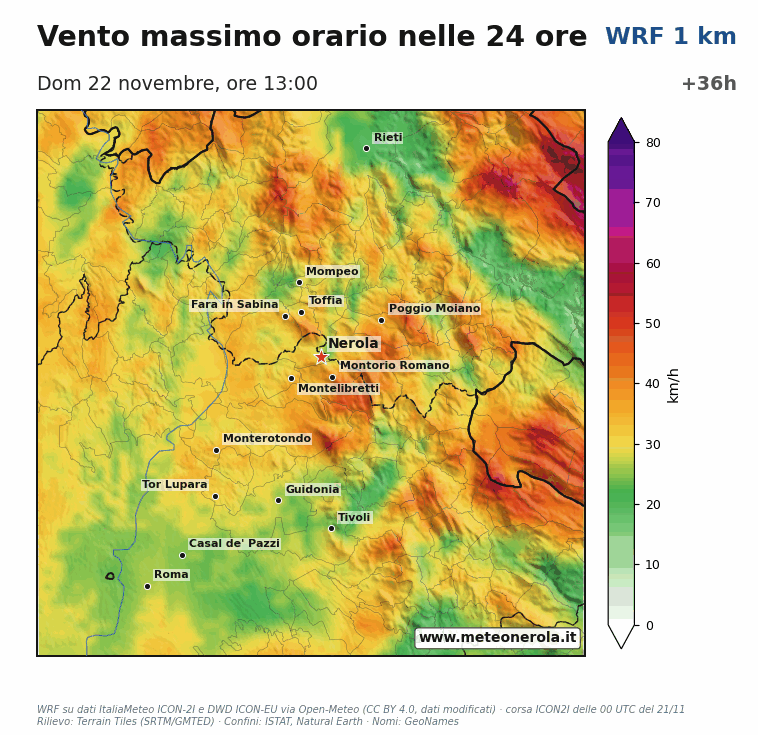 Vento massimo orario nelle 24 ore WRF 1 km
Dom 22 novembre, ore 13:00 +36h
Rieti
Mompeo
Toffia
Fara in Sabina
Poggio Moiano
Nerola
Montorio Romano
Montelibretti
Monterotondo
Tor Lupara
Guidonia
Tivoli
Casal de' Pazzi
Roma
www.meteonerola.it
80
70
60
50
40
30
20
10
0
km/h
WRF su dati ItaliaMeteo ICON-2I e DWD ICON-EU via Open-Meteo (CC BY 4.0, dati modificati) · corsa ICON2I delle 00 UTC del 21/11
Rilievo: Terrain Tiles (SRTM/GMTED) · Confini: ISTAT, Natural Earth · Nomi: GeoNames